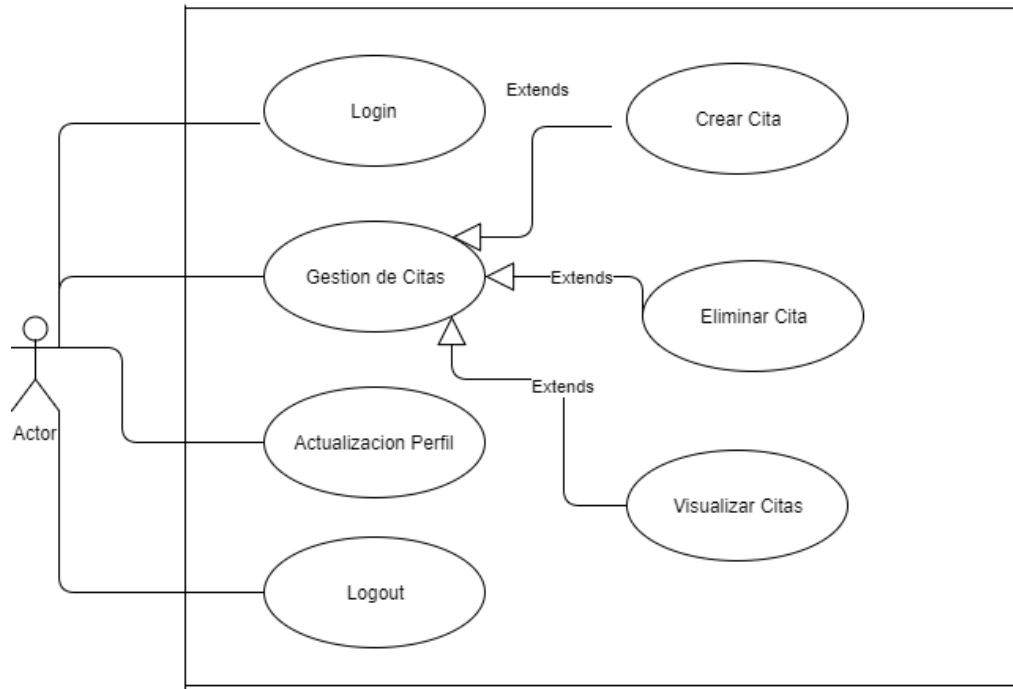 Login
Extends
Crear Cita
Gestion de Citas
Extends
Eliminar Cita
Extends
Actor
Actualizacion Perfil
Visualizar Citas
Logout